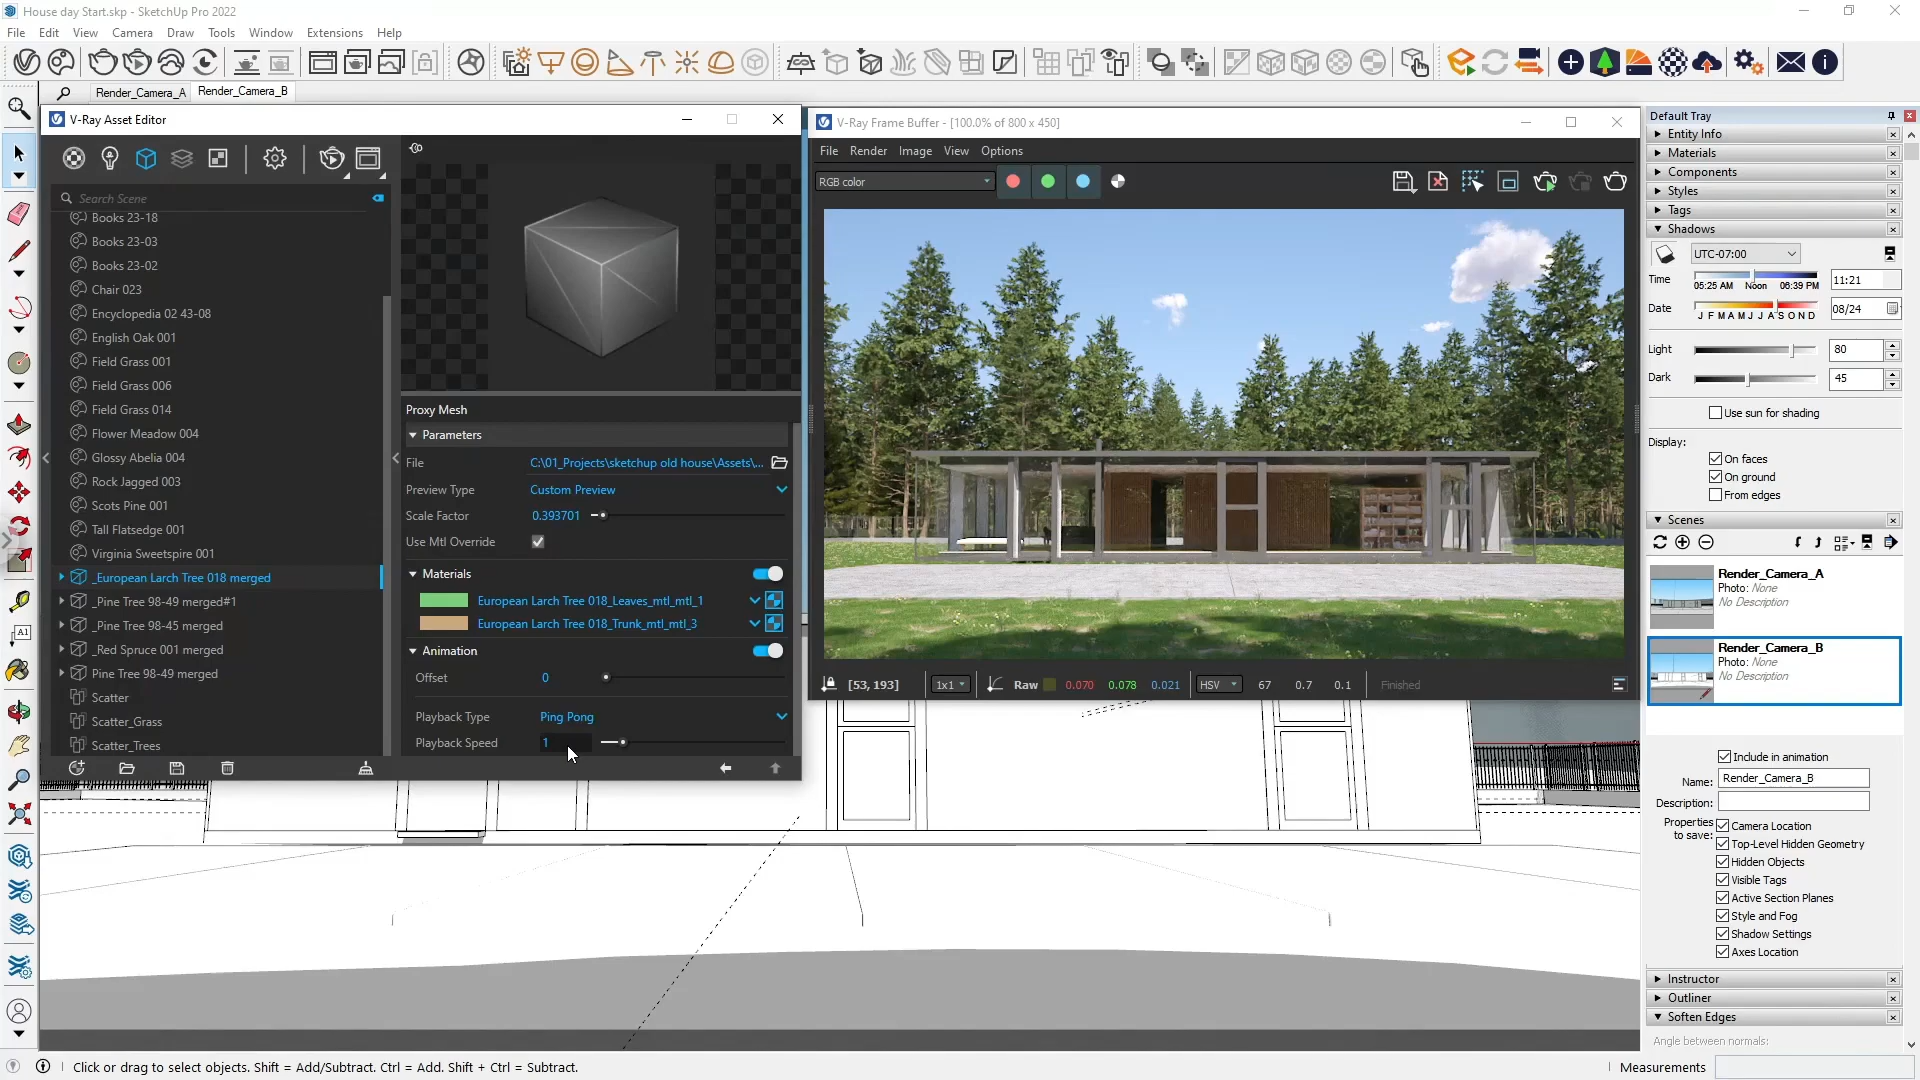 House day Start.skp - SketchUp Pro 2022
File Edit View Camera Draw Tools Window Extensions Help
Render_Camera_A Render_Camera_B
V-Ray Asset Editor
Search Scene
Books 23-18
Books 23-03
Books 23-02
Chair 023
Encyclopedia 02 43-08
English Oak 001
Field Grass 001
Field Grass 006
Field Grass 014
Flower Meadow 004
Glossy Abelia 004
Rock Jagged 003
Scots Pine 001
Tall Flatsedge 001
Virginia Sweetspire 001
_European Larch Tree 018 merged
_Pine Tree 98-49 merged#1
_Pine Tree 98-45 merged
_Red Spruce 001 merged
Pine Tree 98-49 merged
Scatter
Scatter_Grass
Scatter_Trees
Proxy Mesh
Parameters
File C:\01_Projects\sketchup old house\Assets\...
Preview Type Custom Preview
Scale Factor 0.393701
Use Mtl Override
Materials
European Larch Tree 018_Leaves_mtl_mtl_1
European Larch Tree 018_Trunk_mtl_mtl_3
Animation
Offset 0
Playback Type Ping Pong
Playback Speed 1
V-Ray Frame Buffer - [100.0% of 800 x 450]
File Render Image View Options
RGB color
[53, 193] 1x1 Raw 0.070 0.078 0.021 HSV 67 0.7 0.1 Finished
Default Tray
Entity Info
Materials
Components
Styles
Tags
Shadows
UTC-07:00
Time 05:25 AM Noon 06:39 PM 11:21
Date J F M A M J J A S O N D 08/24
Light 80
Dark 45
Use sun for shading
Display:
On faces
On ground
From edges
Scenes
Render_Camera_A
Photo: None
No Description
Render_Camera_B
Photo: None
No Description
Include in animation
Name: Render_Camera_B
Description:
Properties to save:
Camera Location
Top-Level Hidden Geometry
Hidden Objects
Visible Tags
Active Section Planes
Style and Fog
Shadow Settings
Axes Location
Instructor
Outliner
Soften Edges
Angle between normals:
A1
Click or drag to select objects. Shift = Add/Subtract. Ctrl = Add. Shift + Ctrl = Subtract.
Measurements